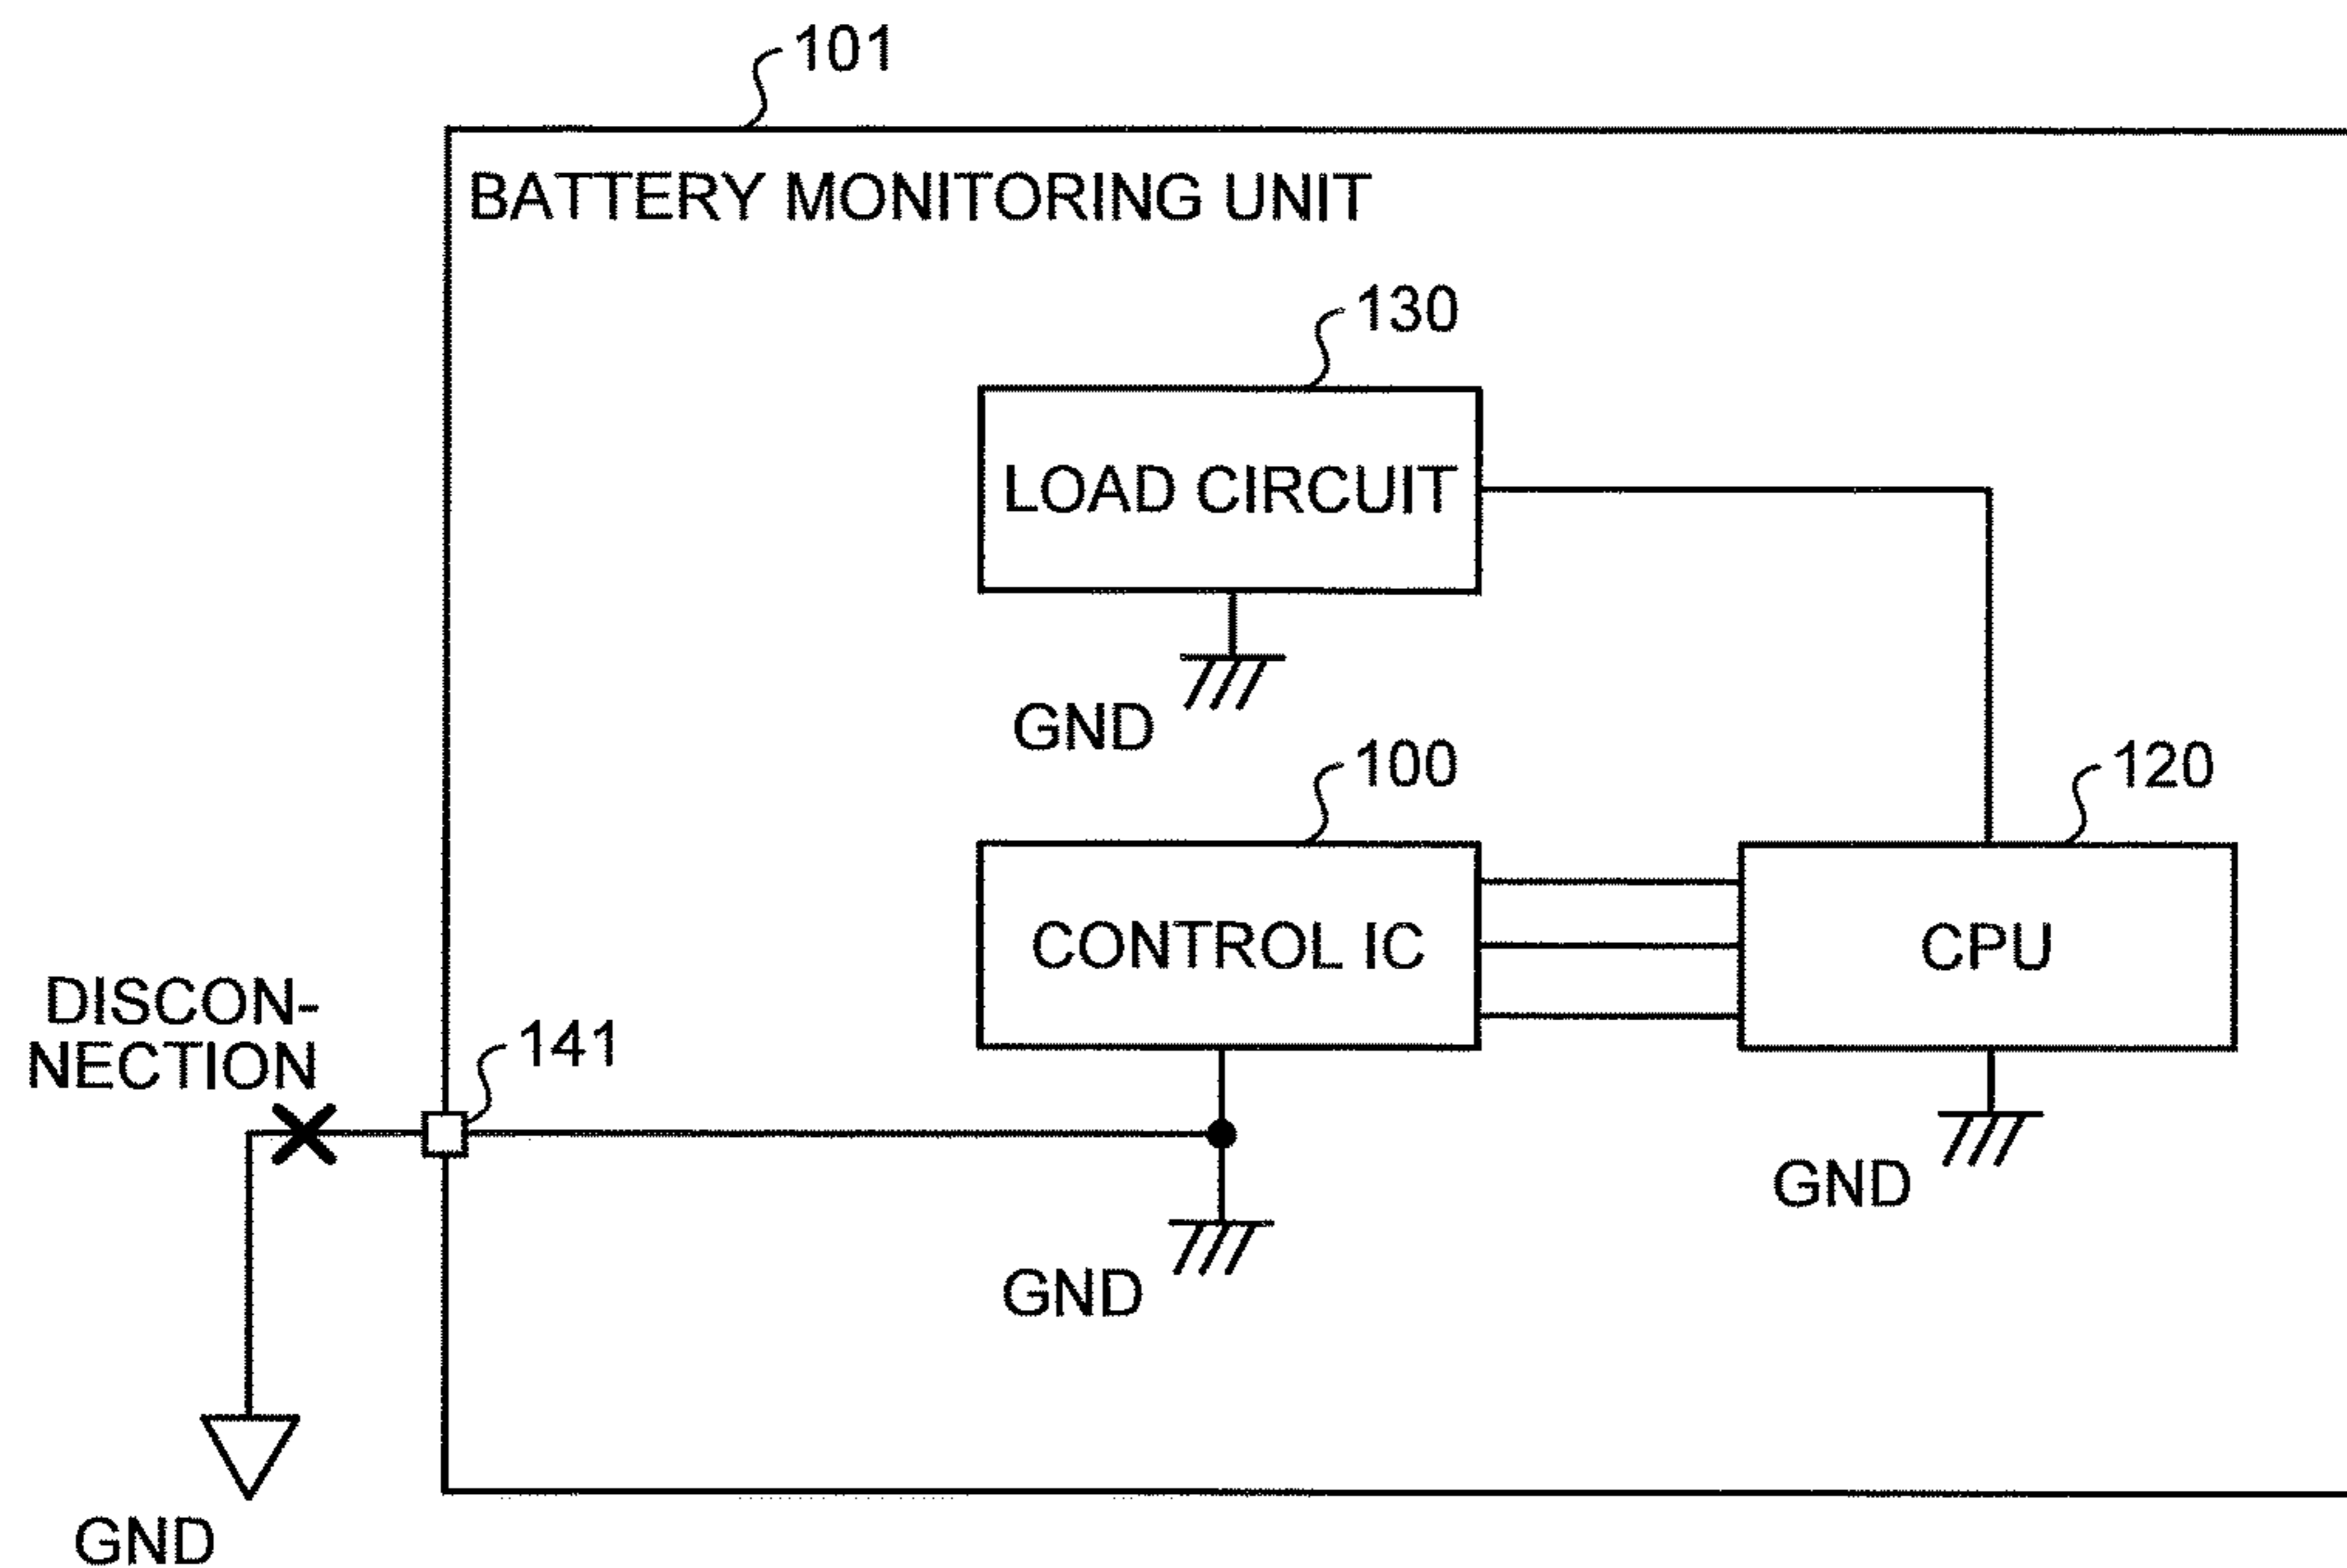 101
BATTERY MONITORING UNIT
130
LOAD CIRCUIT
GND
100
120
CONTROL IC
CPU
DISCON-
NECTION
141
GND
GND
GND